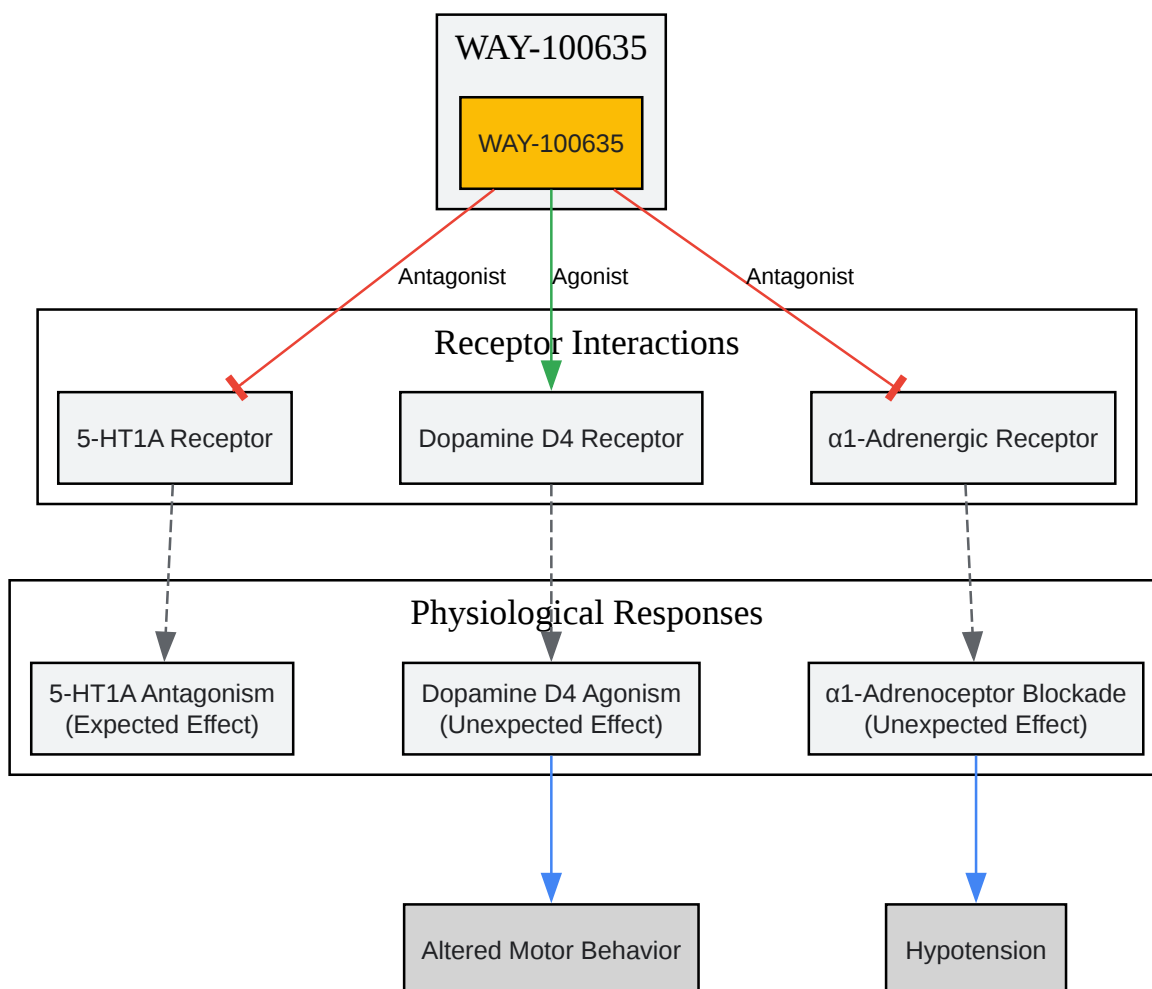 WAY-100635
WAY-100635
Antagonist
Agonist
Antagonist
Receptor Interactions
5-HT1A Receptor
Dopamine D4 Receptor
α1-Adrenergic Receptor
Physiological Responses
5-HT1A Antagonism
(Expected Effect)
Dopamine D4 Agonism
(Unexpected Effect)
α1-Adrenoceptor Blockade
(Unexpected Effect)
Altered Motor Behavior
Hypotension